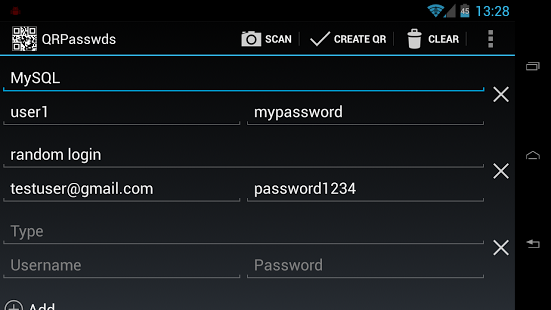 45 13:28
QRPasswds SCAN CREATE QR CLEAR
MySQL
user1 mypassword
random login
testuser@gmail.com password1234
Type
Username Password
Add